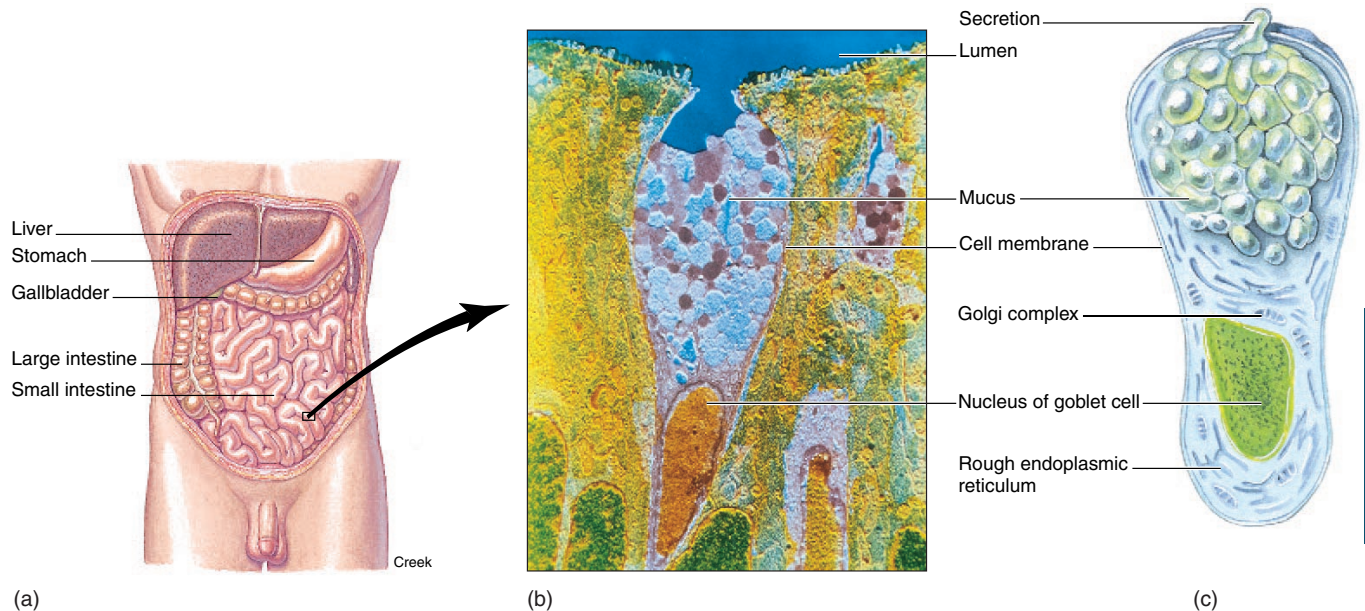 Liver
Stomach
Gallbladder
Large intestine
Small intestine
Creek
(a)
(b)
Secretion
Lumen
Mucus
Cell membrane
Golgi complex
Nucleus of goblet cell
Rough endoplasmic
reticulum
(c)